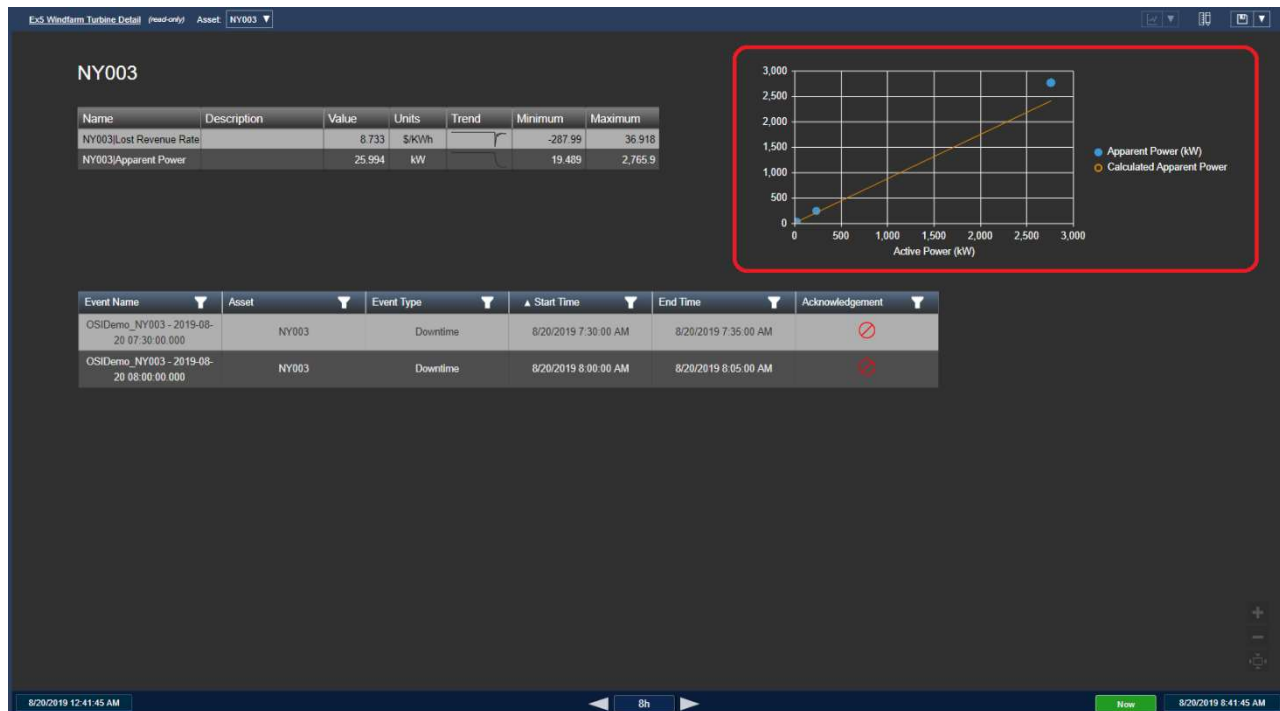 Ex5 Windfarm Turbine Detail (read-only) Asset: NY003
NY003
Name Description Value Units Trend Minimum Maximum
NY003|Lost Revenue Rate 8.733 $/KWh -287.99 36.918
NY003|Apparent Power 25.994 kW 19.489 2,765.9
3,000
2,500
2,000
1,500
1,000
500
0
0 500 1,000 1,500 2,000 2,500 3,000
Active Power (kW)
Apparent Power (kW)
Calculated Apparent Power
Event Name Asset Event Type ▲ Start Time End Time Acknowledgement
OSIDemo_NY003 - 2019-08-
20 07:30:00.000 NY003 Downtime 8/20/2019 7:30:00 AM 8/20/2019 7:35:00 AM
OSIDemo_NY003 - 2019-08-
20 08:00:00.000 NY003 Downtime 8/20/2019 8:00:00 AM 8/20/2019 8:05:00 AM
8/20/2019 12:41:45 AM 8h Now 8/20/2019 8:41:45 AM